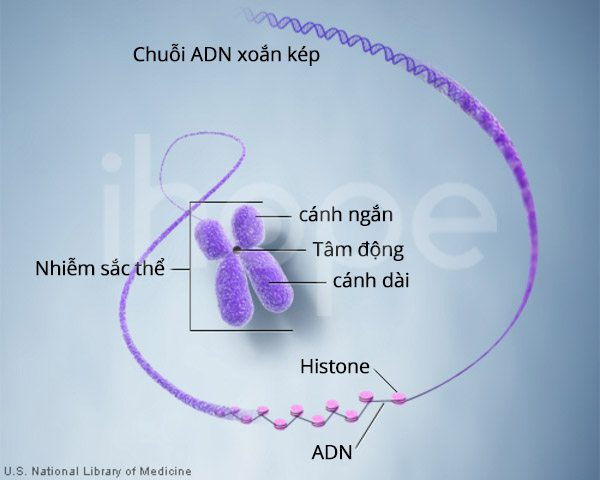 Chuỗi ADN xoắn kép
ihope
cánh ngắn
Tâm động
Nhiễm sắc thể
cánh dài
Histone
ADN
U.S. National Library of Medicine